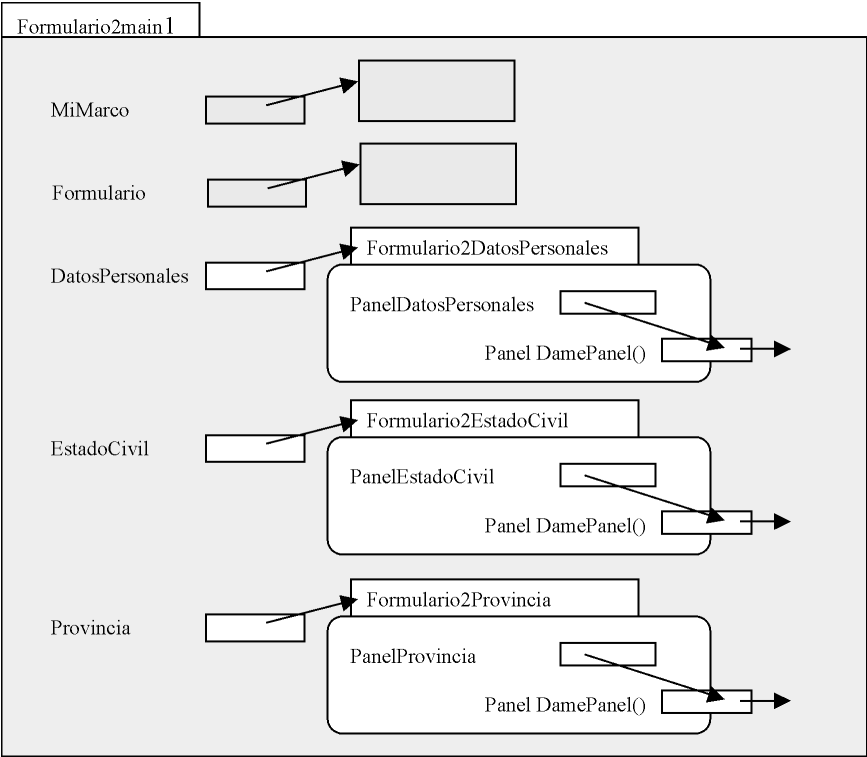 Formulario2main1
MiMarco
Formulario
Formulario2DatosPersonales
DatosPersonales
PanelDatosPersonales
Panel DamePanel()
Formulario2EstadoCivil
EstadoCivil
PanelEstadoCivil
Panel DamePanel()
Formulario2Provincia
Provincia
PanelProvincia
Panel DamePanel()